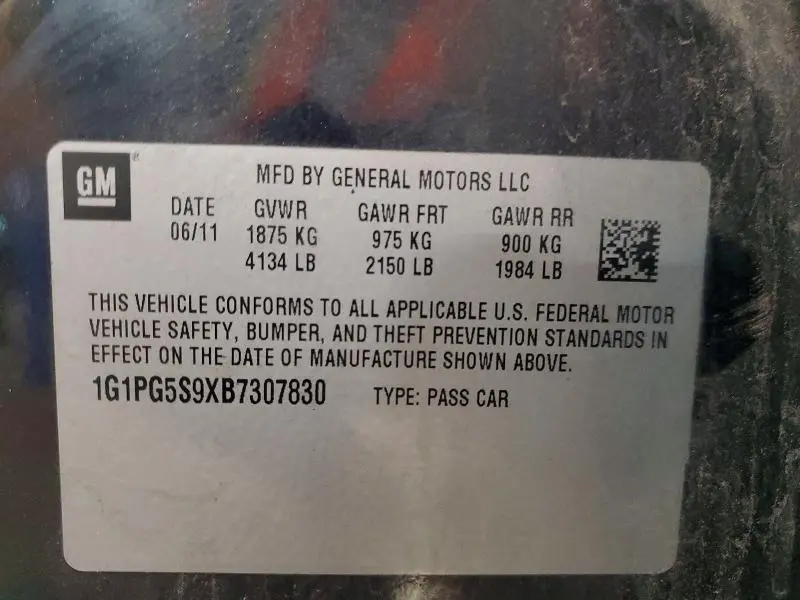 GM
MFD BY GENERAL MOTORS LLC
DATE GVWR GAWR FRT GAWR RR
06/11 1875 KG 975 KG 900 KG
4134 LB 2150 LB 1984 LB
THIS VEHICLE CONFORMS TO ALL APPLICABLE U.S. FEDERAL MOTOR
VEHICLE SAFETY, BUMPER, AND THEFT PREVENTION STANDARDS IN
EFFECT ON THE DATE OF MANUFACTURE SHOWN ABOVE.
1G1PG5S9XB7307830 TYPE: PASS CAR